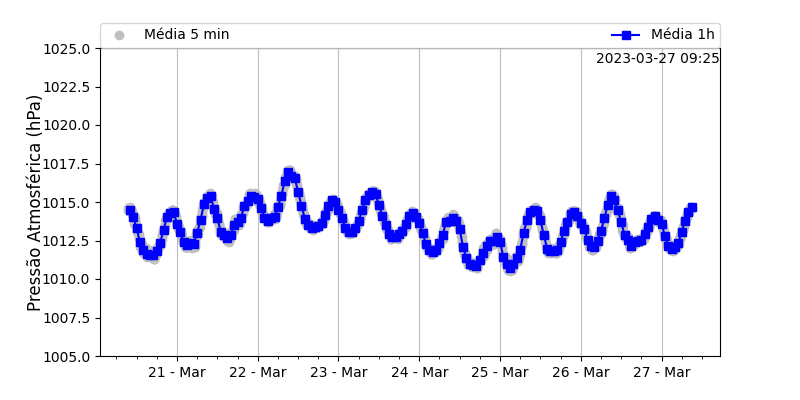 Média 5 min
Média 1h
2023-03-27 09:25
Pressão Atmosférica (hPa)
1025.0
1022.5
1020.0
1017.5
1015.0
1012.5
1010.0
1007.5
1005.0
21 - Mar
22 - Mar
23 - Mar
24 - Mar
25 - Mar
26 - Mar
27 - Mar